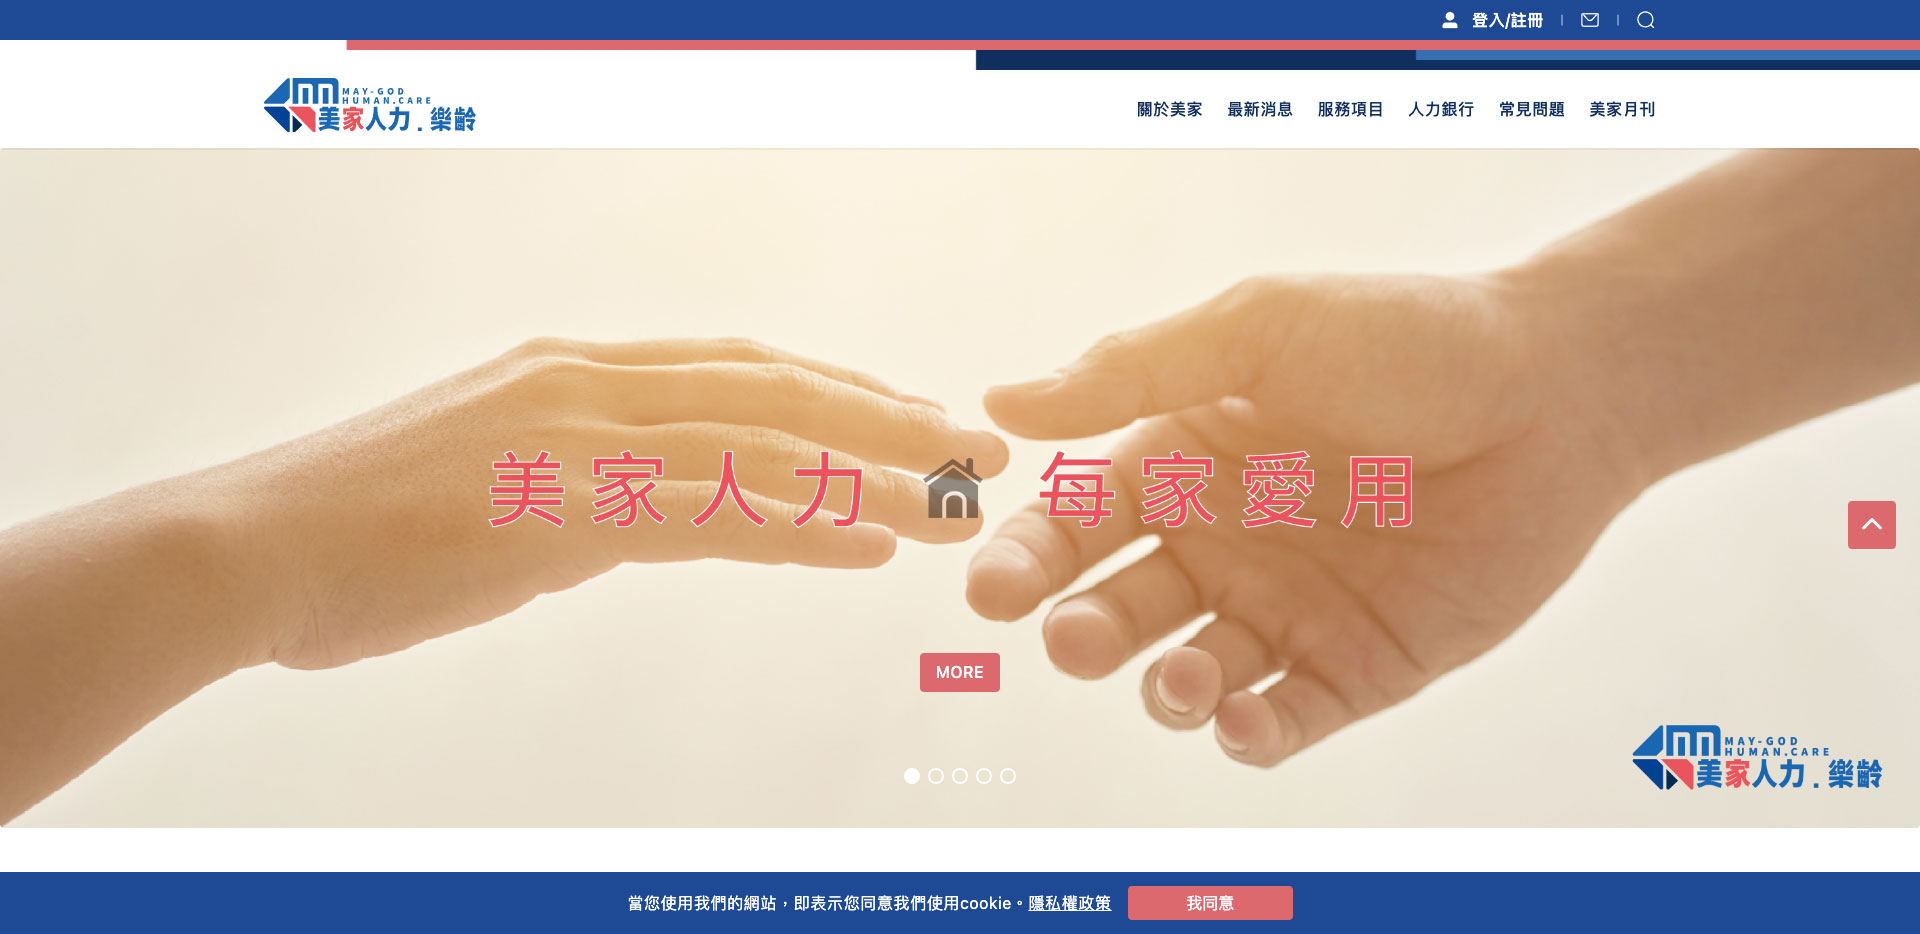 登入/註冊
MAY-GOD
HUMAN.CARE
美家人力.樂齡
關於美家 最新消息 服務項目 人力銀行 常見問題 美家月刊
美家人力 每家愛用
MORE
MAY-GOD
HUMAN.CARE
美家人力.樂齡
當您使用我們的網站，即表示您同意我們使用cookie。隱私權政策 我同意